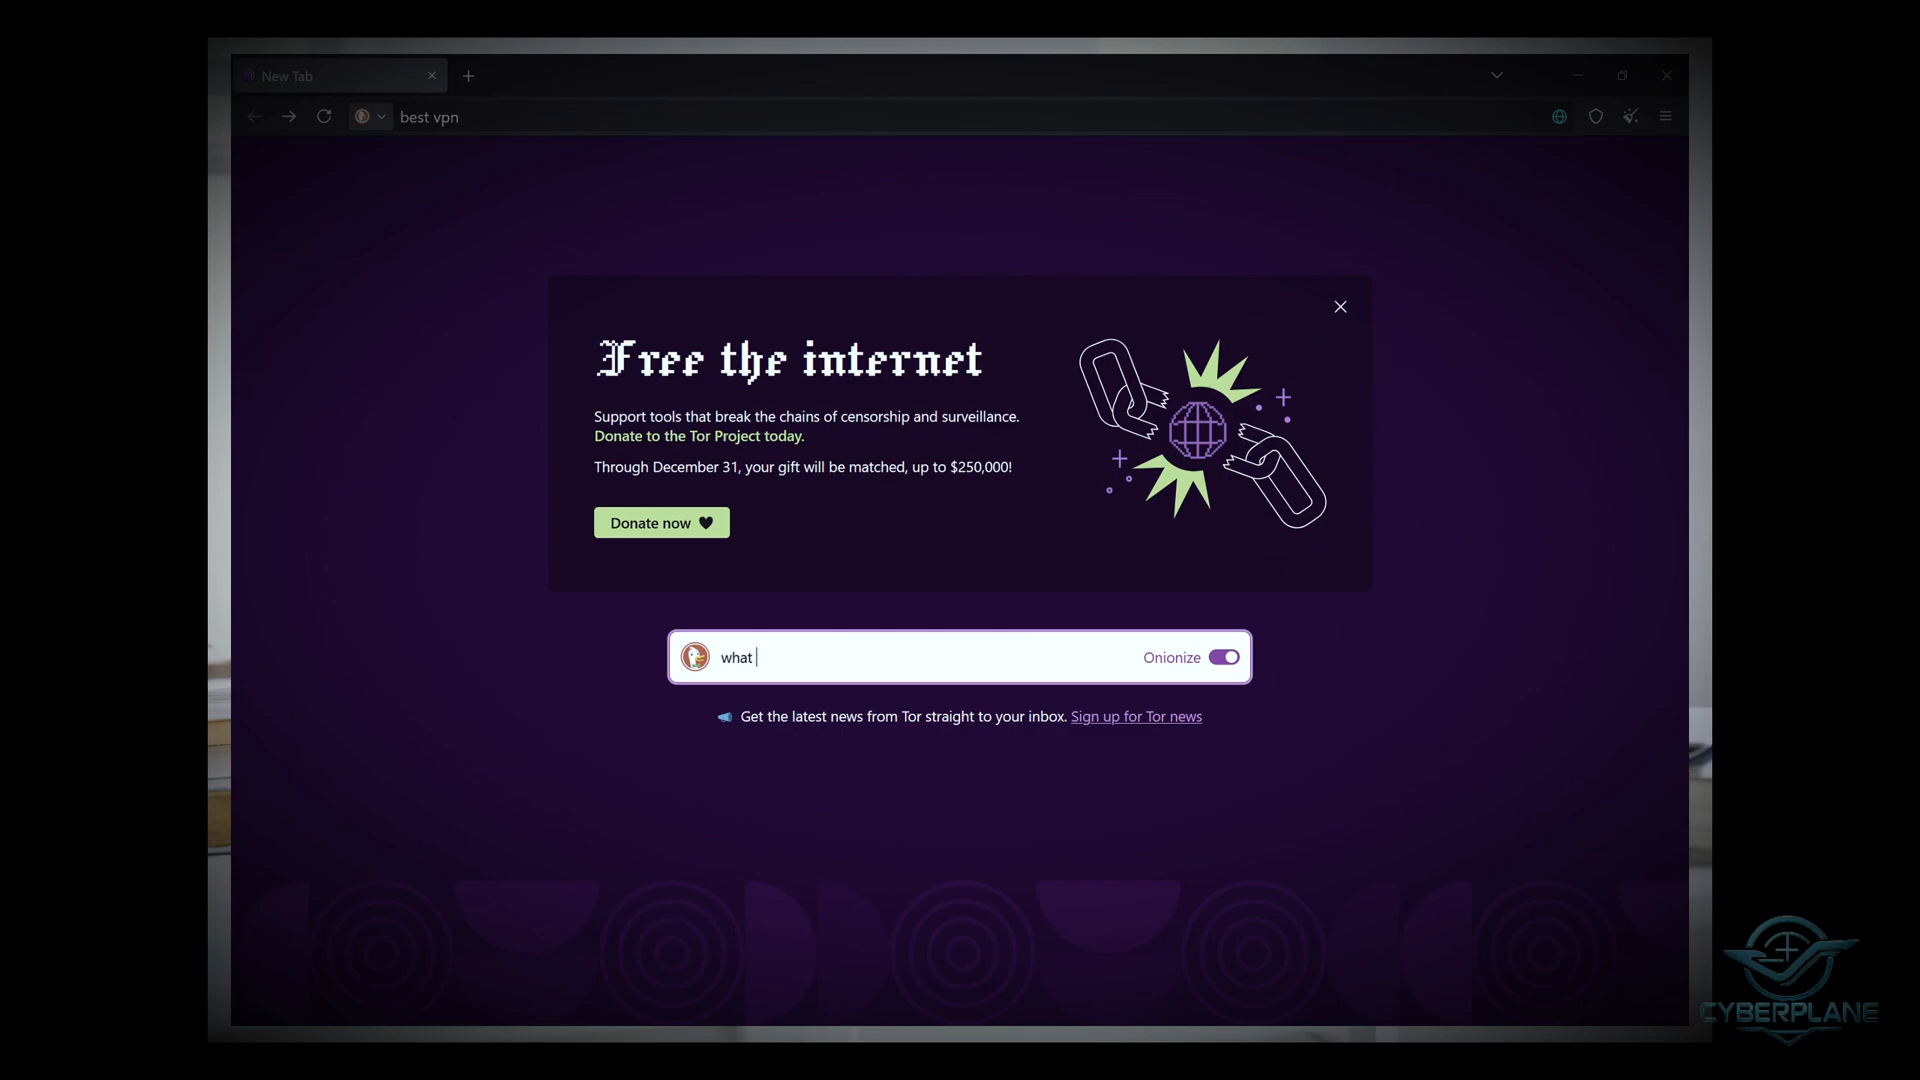 New Tab
best vpn
Free the internet
Support tools that break the chains of censorship and surveillance.
Donate to the Tor Project today.
Through December 31, your gift will be matched, up to $250,000!
Donate now
what
Onionize
Get the latest news from Tor straight to your inbox. Sign up for Tor news
CYBERPLANE